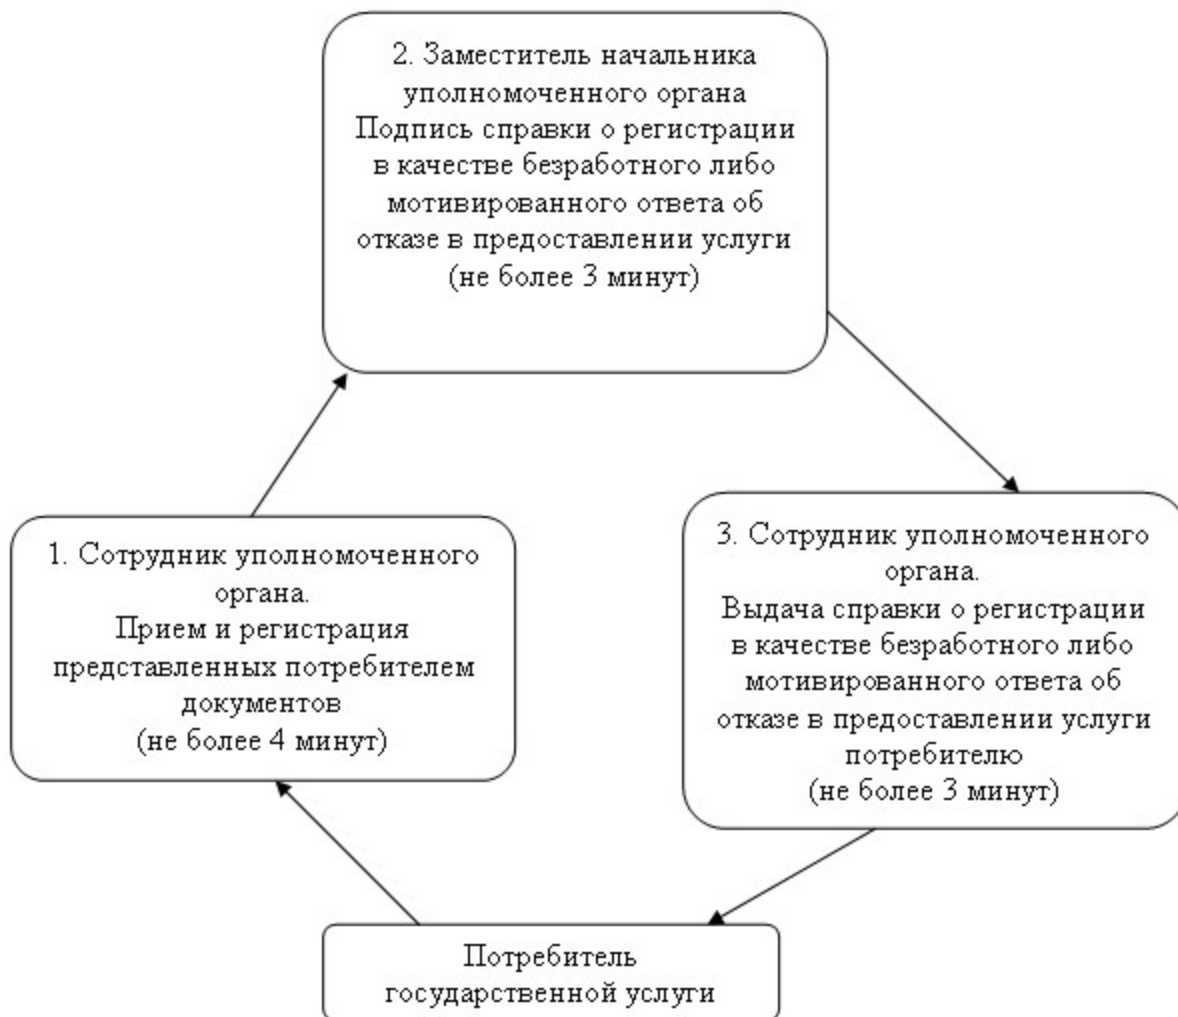 2. Заместитель начальника
уполномоченного органа
Подпись справки о регистрации
в качестве безработного либо
мотивированного ответа об
отказе в предоставлении услуги
(не более 3 минут)
1. Сотрудник уполномоченного
органа.
Прием и регистрация
представленных потребителем
документов
(не более 4 минут)
3. Сотрудник уполномоченного
органа.
Выдача справки о регистрации
в качестве безработного либо
мотивированного ответа об
отказе в предоставлении услуги
потребителю
(не более 3 минут)
Потребитель
государственной услуги